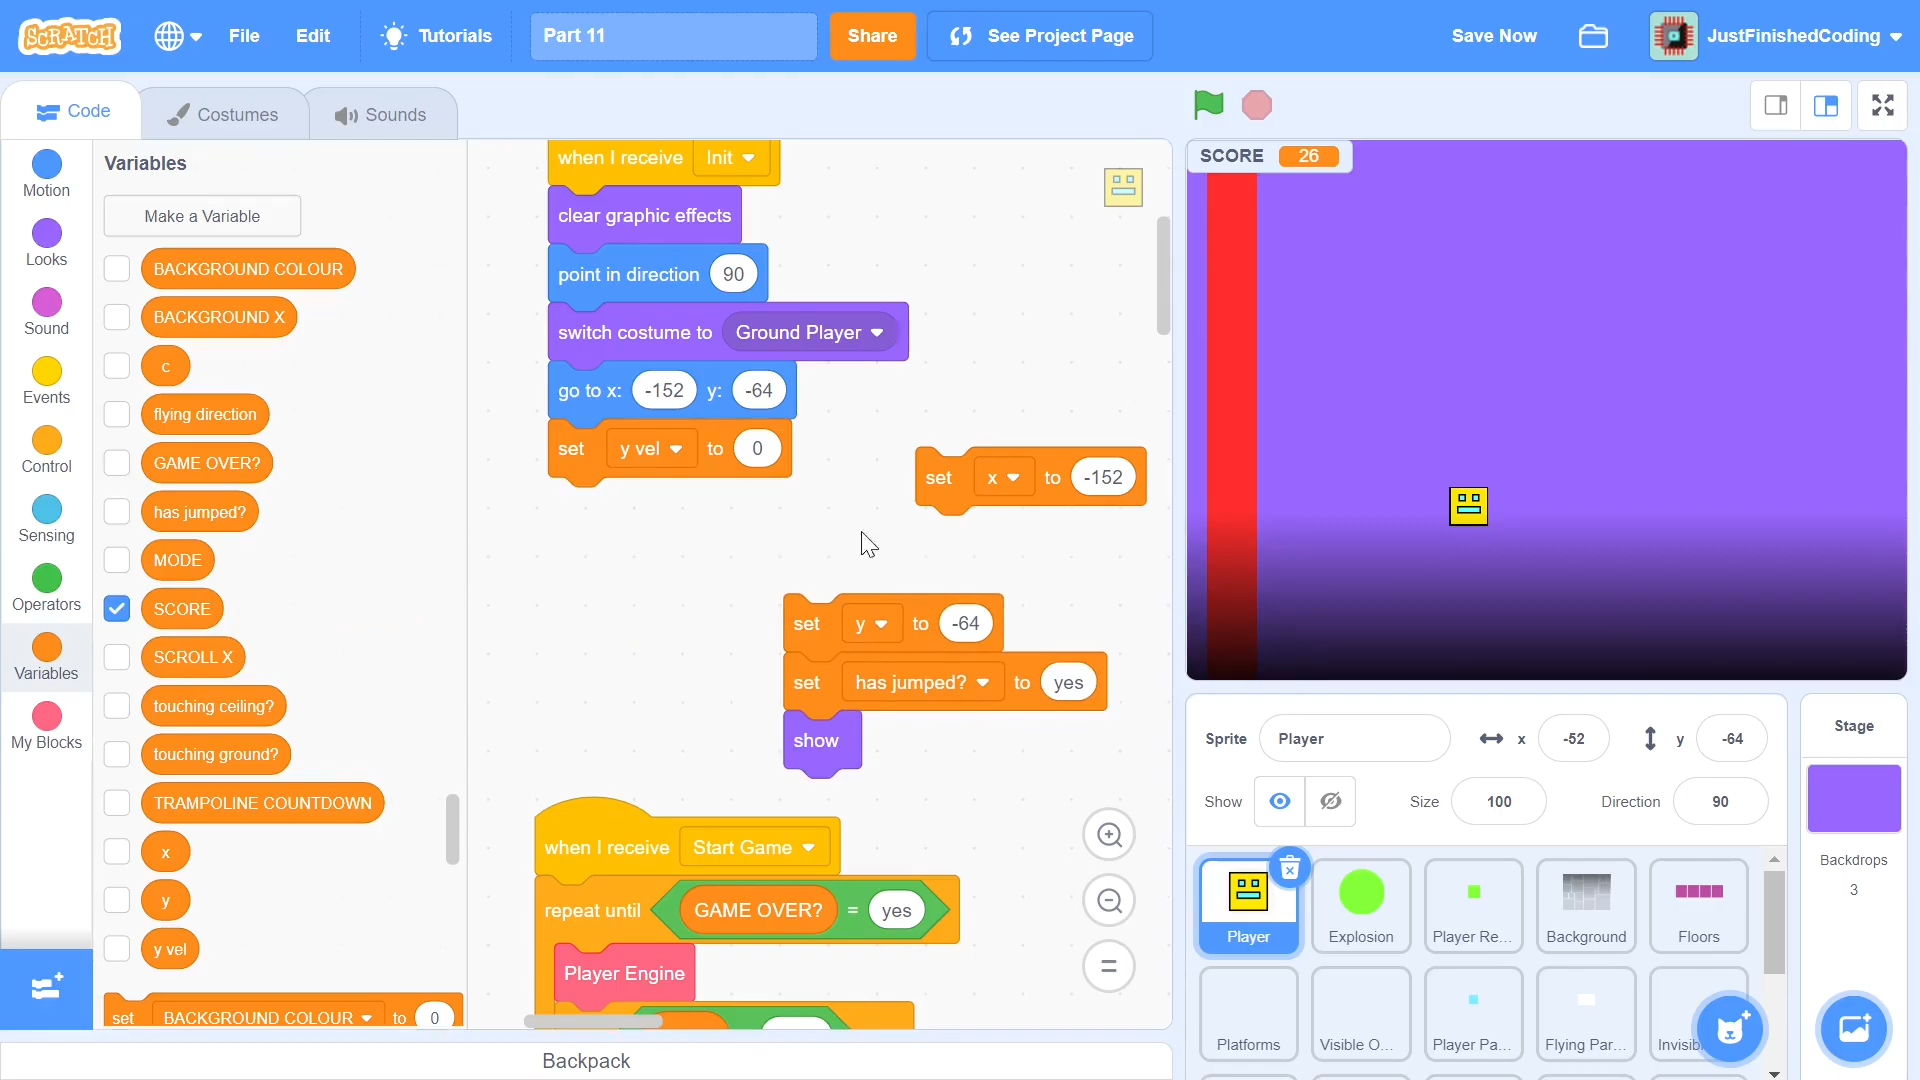 SCRATCH
File
Edit
Tutorials
Part 11
Share
See Project Page
Save Now
JustFinishedCoding
Code
Costumes
Sounds
Motion
Looks
Sound
Events
Control
Sensing
Operators
Variables
My Blocks
Variables
Make a Variable
BACKGROUND COLOUR
BACKGROUND X
c
flying direction
GAME OVER?
has jumped?
MODE
SCORE
SCROLL X
touching ceiling?
touching ground?
TRAMPOLINE COUNTDOWN
x
y
y vel
set BACKGROUND COLOUR to 0
when I receive Init
clear graphic effects
point in direction 90
switch costume to Ground Player
go to x: -152 y: -64
set y vel to 0
set x to -152
set y to -64
set has jumped? to yes
show
when I receive Start Game
repeat until GAME OVER? = yes
Player Engine
Backpack
SCORE 26
Sprite Player x -52 y -64
Show Size 100 Direction 90
Player
Explosion
Player Re...
Background
Floors
Platforms
Visible O...
Player Pa...
Flying Par...
Stage
Backdrops
3